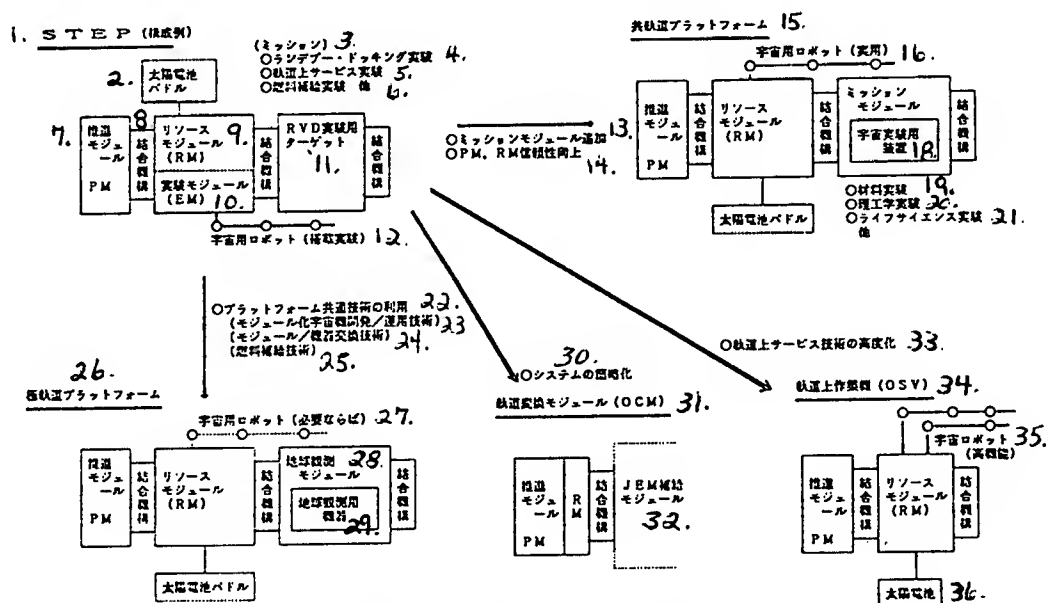 1. STEP (構成例)
2. 太陽電池
パドル
(ミッション) 3.
○ランデブー・ドッキング実験 4.
○軌道上サービス実験 5.
○燃料補給実験 他 6.
7. 推進
モジュ
ール
PM
8
結合機構
リソース
モジュール
(RM) 9.
実験モジュール
(EM) 10.
結合機構
RVD実験用
ターゲット
11.
結合機構
宇宙用ロボット (搭載実験) 12.
○ミッションモジュール追加 13.
○PM, RM信頼性向上
14.
共軌道プラットフォーム 15.
宇宙用ロボット (実用) 16.
推進
モジュ
ール
PM
結合機構
リソース
モジュール
(RM)
結合機構
ミッション
モジュール
宇宙実験用
装置 18.
結合機構
太陽電池パドル
○材料実験 19.
○理工学実験 20.
○ライフサイエンス実験 21.
他
○プラットフォーム共通技術の利用 22.
(モジュール化宇宙機開発/運用技術) 23
(モジュール/機器交換技術) 24.
(燃料補給技術) 25.
26.
極軌道プラットフォーム
宇宙用ロボット (必要ならば) 27.
推進
モジュ
ール
PM
結合機構
リソース
モジュール
(RM)
結合機構
地球観測 28.
モジュール
地球観測用
機器
29.
結合機構
太陽電池パドル
30.
○システムの簡略化
軌道変換モジュール (OCM) 31.
推進
モジュ
ール
PM
RM
結合機構
JEM補給
モジュール
32.
○軌道上サービス技術の高度化 33.
軌道上作業機 (OSV) 34.
宇宙ロボット 35.
(高機能)
推進
モジュ
ール
PM
結合機構
リソース
モジュール
(RM)
結合機構
太陽電池 36.